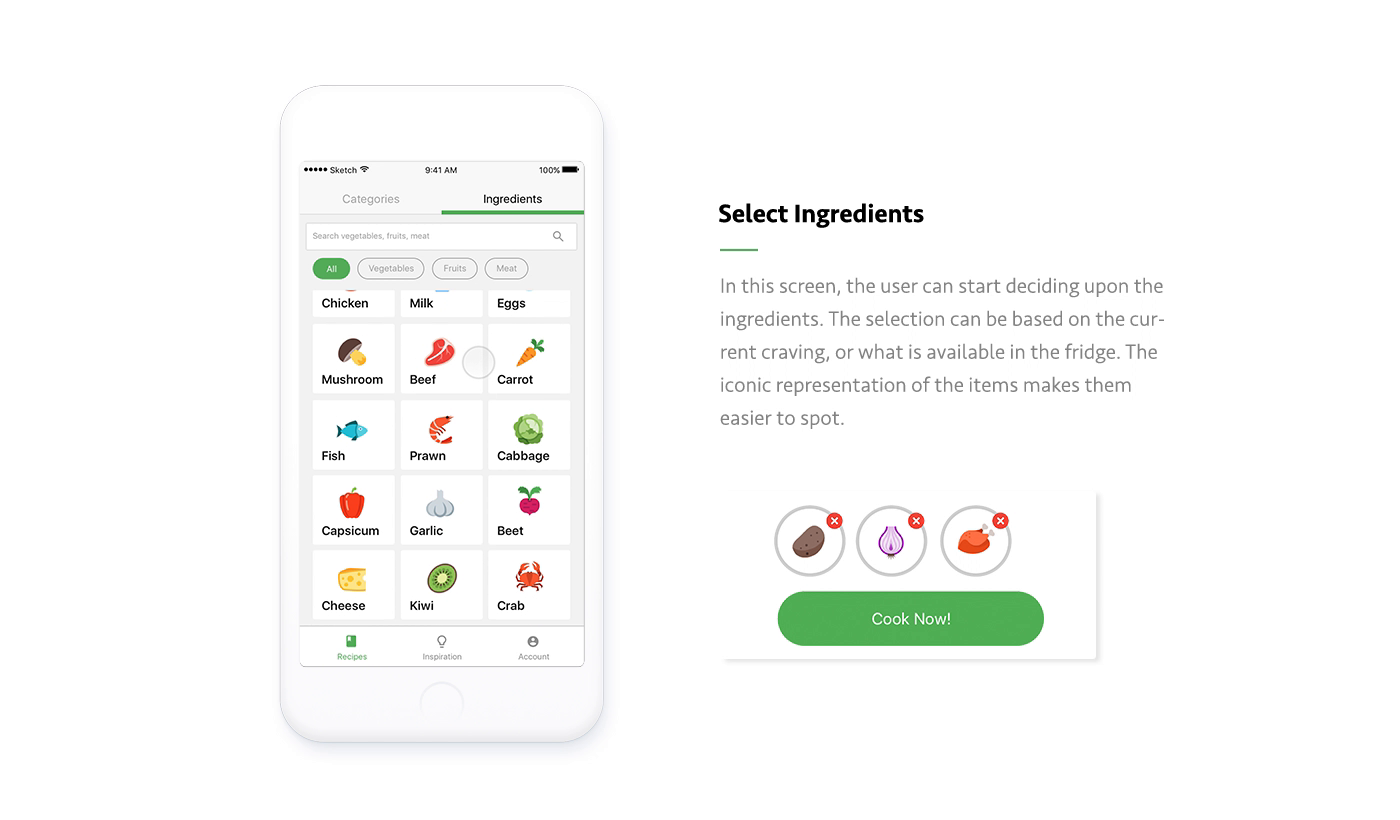 Sketch 9:41 AM 100%
Categories Ingredients
Search vegetables, fruits, meat
All Vegetables Fruits Meat
Chicken Milk Eggs
Mushroom Beef Carrot
Fish Prawn Cabbage
Capsicum Garlic Beet
Cheese Kiwi Crab
Recipes Inspiration Account
Select Ingredients
In this screen, the user can start deciding upon the
ingredients. The selection can be based on the cur-
rent craving, or what is available in the fridge. The
iconic representation of the items makes them
easier to spot.
Cook Now!